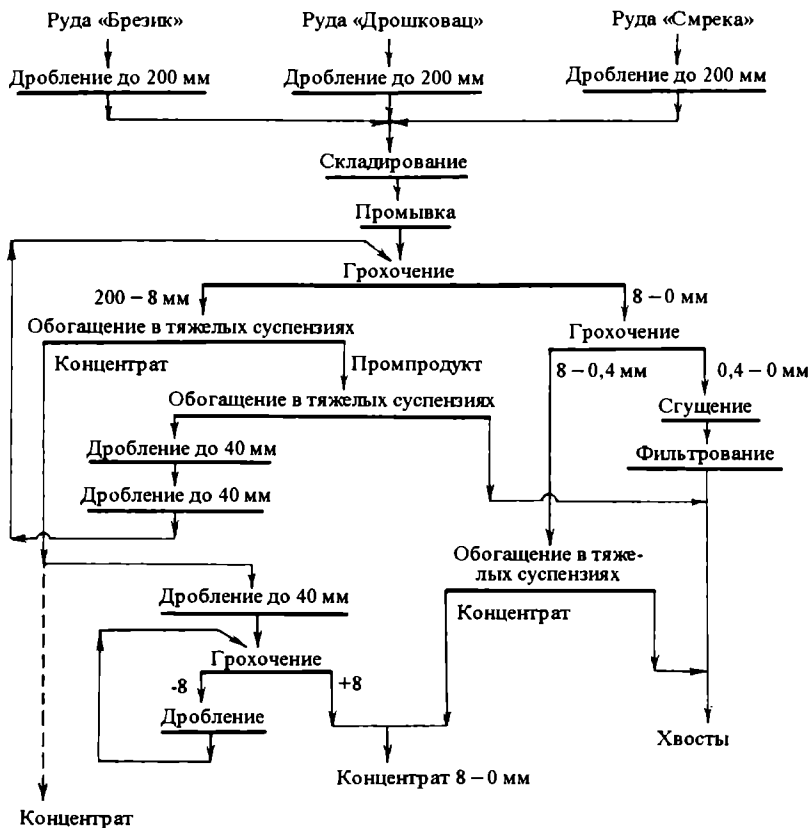 Руда «Брезик»
Руда «Дрошковац»
Руда «Смрека»
Дробление до 200 мм
Дробление до 200 мм
Дробление до 200 мм
Складирование
Промывка
Грохочение
200 – 8 мм
8 – 0 мм
Обогащение в тяжелых суспензиях
Грохочение
Концентрат
Промпродукт
8 – 0,4 мм
0,4 – 0 мм
Обогащение в тяжелых суспензиях
Сгущение
Дробление до 40 мм
Фильтрование
Дробление до 40 мм
Обогащение в тяже-
лых суспензиях
Дробление до 40 мм
Концентрат
Грохочение
-8
+8
Дробление
Хвосты
Концентрат 8 – 0 мм
Концентрат